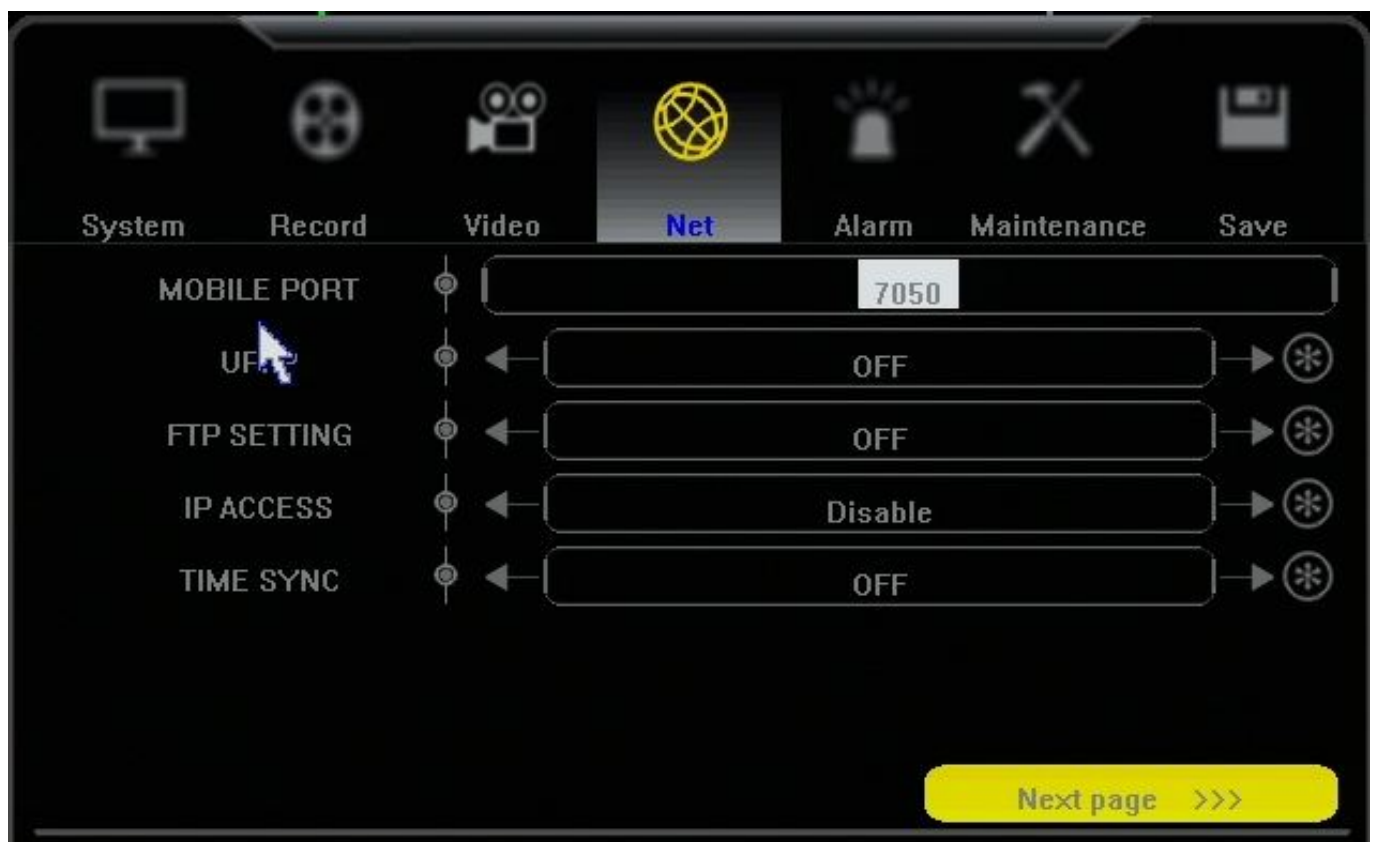 System Record Video Net Alarm Maintenance Save
MOBILE PORT 7050
OFF
FTP SETTING OFF
IP ACCESS Disable
TIME SYNC OFF
Next page >>>